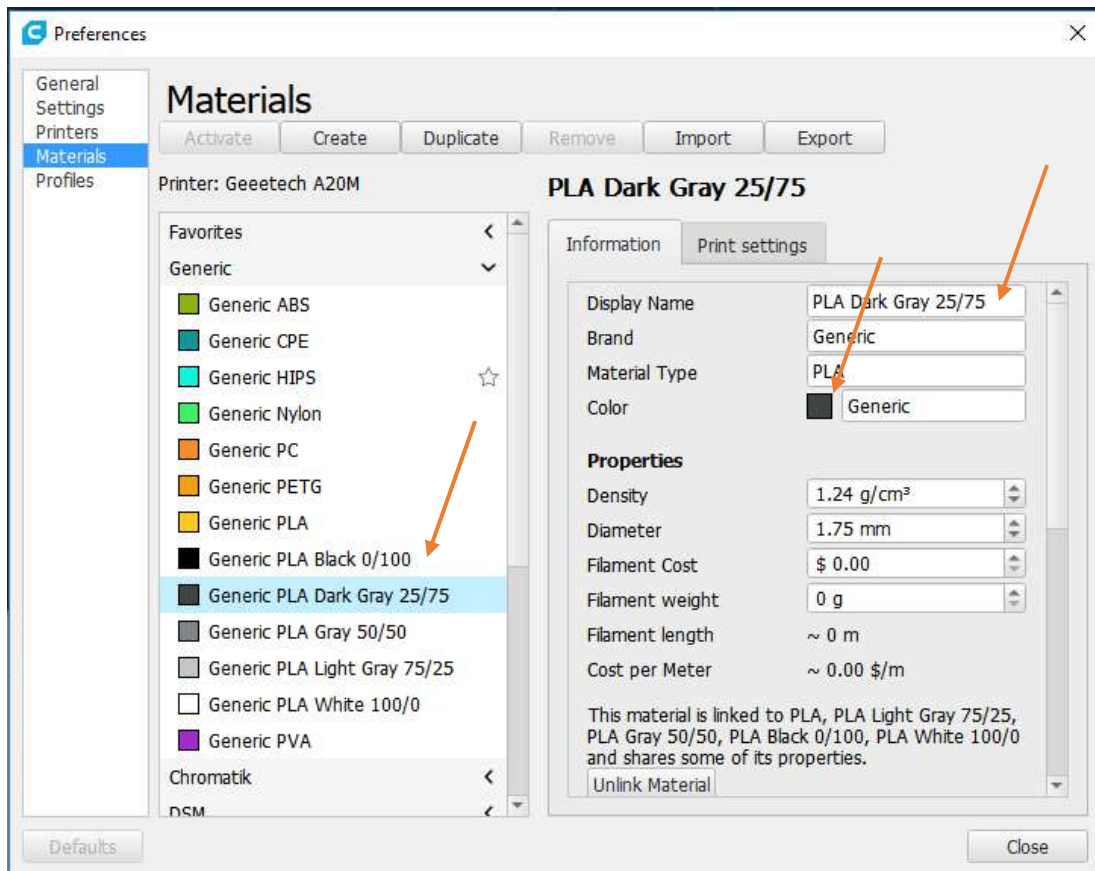 Preferences
General
Settings
Printers
Materials
Profiles
Materials
Activate Create Duplicate Remove Import Export
Printer: Geeetech A20M
Favorites
Generic
Generic ABS
Generic CPE
Generic HIPS
Generic Nylon
Generic PC
Generic PETG
Generic PLA
Generic PLA Black 0/100
Generic PLA Dark Gray 25/75
Generic PLA Gray 50/50
Generic PLA Light Gray 75/25
Generic PLA White 100/0
Generic PVA
Chromatik
DSM
PLA Dark Gray 25/75
Information Print settings
Display Name PLA Dark Gray 25/75
Brand Generic
Material Type PLA
Color Generic
Properties
Density 1.24 g/cm³
Diameter 1.75 mm
Filament Cost $ 0.00
Filament weight 0 g
Filament length ~ 0 m
Cost per Meter ~ 0.00 $/m
This material is linked to PLA, PLA Light Gray 75/25,
PLA Gray 50/50, PLA Black 0/100, PLA White 100/0
and shares some of its properties.
Unlink Material
Defaults Close